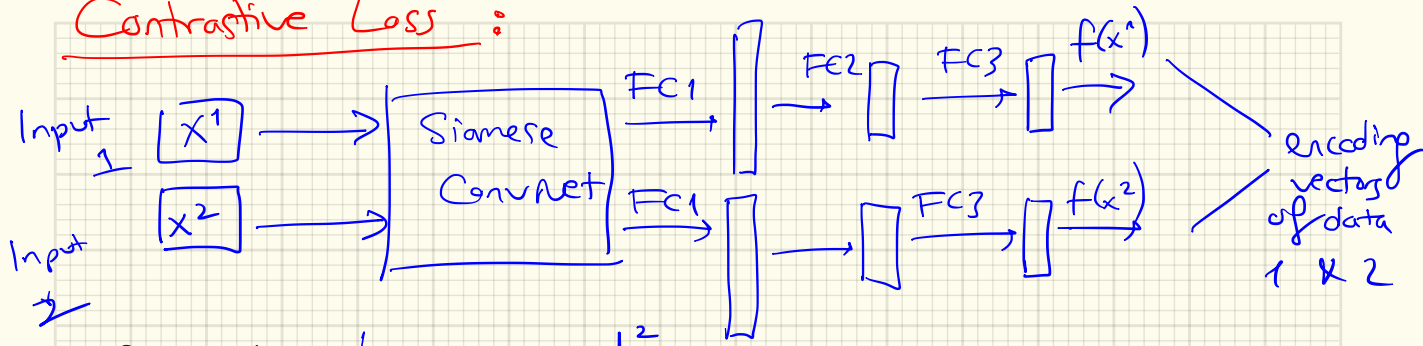 Contrastive Loss :
Input 1
x¹
Input 2
x²
Siamese
Convnet
FC1
FC2
FC3
f(x¹)
FC1
FC3
f(x²)
encoding
vectors
of data
1 & 2
2